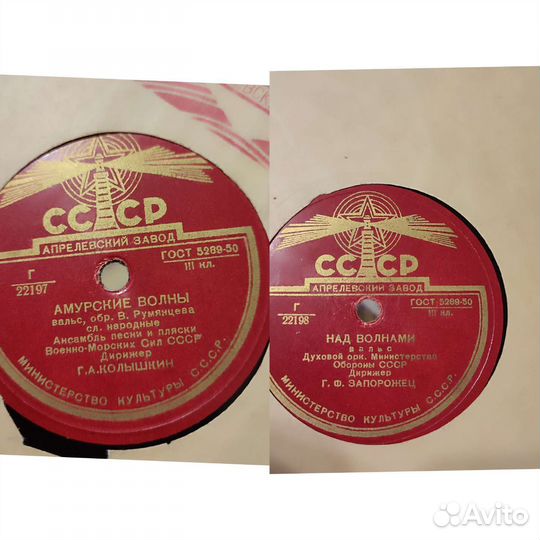 СССР
АПРЕЛЕВСКИЙ ЗАВОД
ГОСТ 5289-50
III кл.
Г
22197
АМУРСКИЕ ВОЛНЫ
вальс, обр. В. Румянцева
сл. народные
Ансамбль песни и пляски
Военно-Морских Сил СССР
Дирижер
Г.А.КОЛЫШКИН
МИНИСТЕРСТВО КУЛЬТУРЫ С.С.С.Р.
СССР
АПРЕЛЕВСКИЙ ЗАВОД
ГОСТ 5289-50
III кл.
Г
22198
НАД ВОЛНАМИ
вальс
Духовой орк. Министерства
Обороны СССР
Дирижер
Г. Ф. ЗАПОРОЖЕЦ
МИНИСТЕРСТВО КУЛЬТУРЫ С.С.С.Р.
Avito